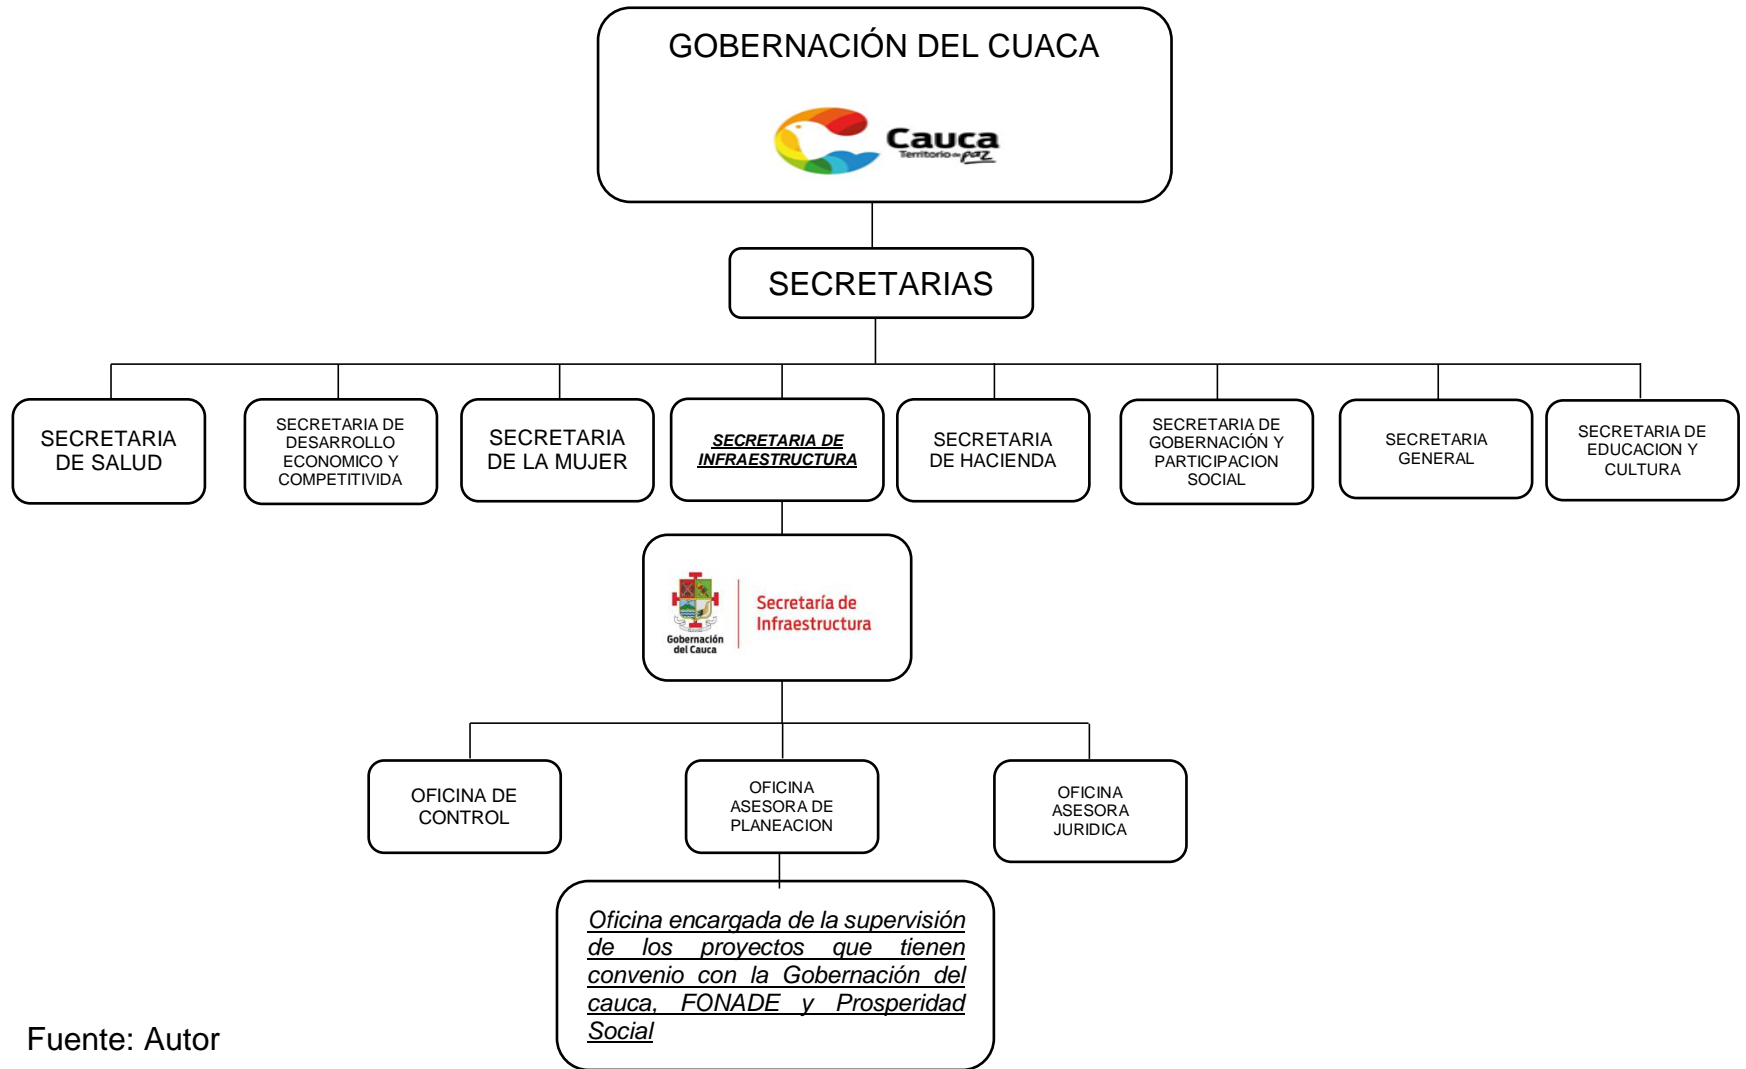 GOBERNACIÓN DEL CUACA
Cauca
Territorio de paz
SECRETARIAS
SECRETARIA
DE SALUD
SECRETARIA DE
DESARROLLO
ECONOMICO Y
COMPETITIVIDA
SECRETARIA
DE LA MUJER
SECRETARIA DE
INFRAESTRUCTURA
SECRETARIA
DE HACIENDA
SECRETARIA DE
GOBERNACIÓN Y
PARTICIPACION
SOCIAL
SECRETARIA
GENERAL
SECRETARIA DE
EDUCACION Y
CULTURA
Gobernación
del Cauca
Secretaría de
Infraestructura
OFICINA DE
CONTROL
OFICINA
ASESORA DE
PLANEACION
OFICINA
ASESORA
JURIDICA
Oficina encargada de la supervisión
de los proyectos que tienen
convenio con la Gobernación del
cauca, FONADE y Prosperidad
Social
Fuente: Autor